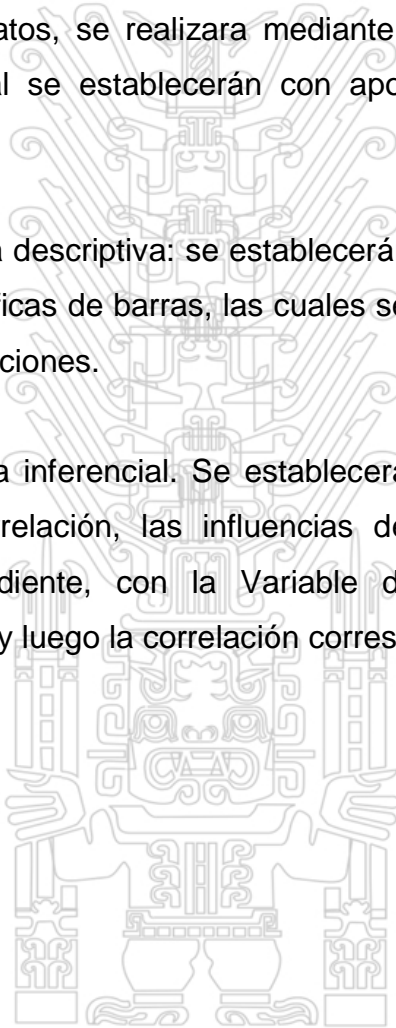 atos, se realizara mediante
al se establecerán con apo
a descriptiva: se establecerá
ficas de barras, las cuales s
ciones.
a inferencial. Se establecera
relación, las influencias de
diente, con la Variable d
y luego la correlación corres